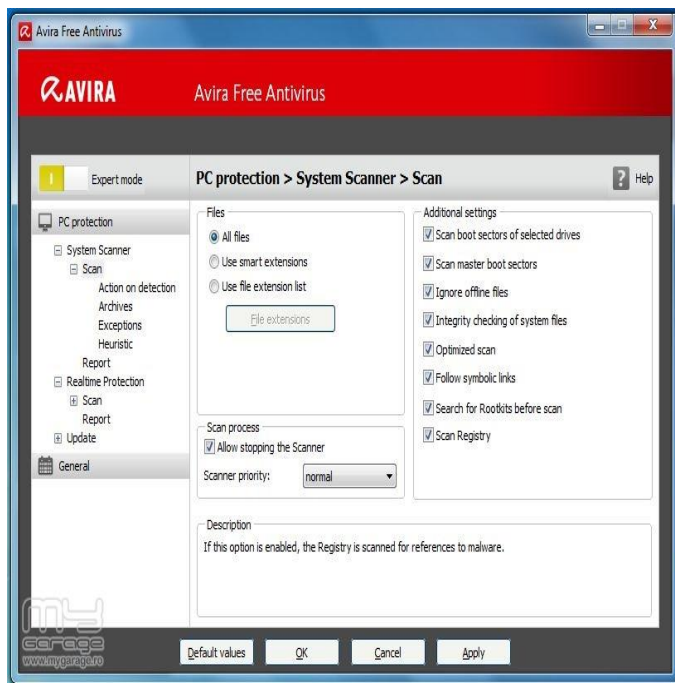 Avira Free Antivirus
AVIRA
Avira Free Antivirus
Expert mode
PC protection > System Scanner > Scan
? Help
PC protection
System Scanner
Scan
Action on detection
Archives
Exceptions
Heuristic
Report
Realtime Protection
Scan
Report
Update
General
Files
All files
Use smart extensions
Use file extension list
File extensions
Scan process
Allow stopping the Scanner
Scanner priority: normal
Additional settings
Scan boot sectors of selected drives
Scan master boot sectors
Ignore offline files
Integrity checking of system files
Optimized scan
Follow symbolic links
Search for Rootkits before scan
Scan Registry
Description
If this option is enabled, the Registry is scanned for references to malware.
Default values
OK
Cancel
Apply
MY
Garage
www.mygarage.ro